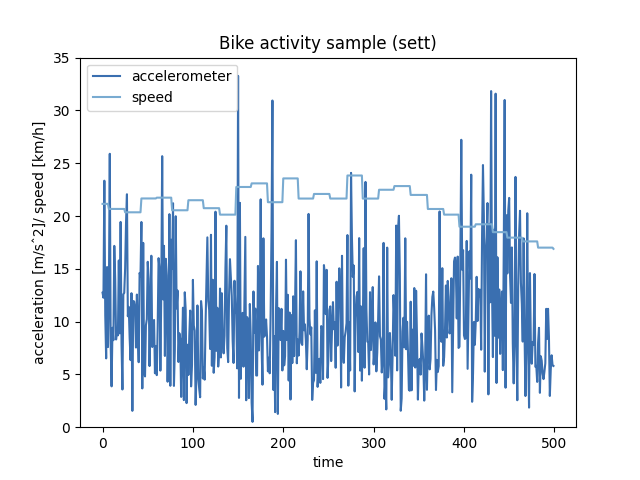 Bike activity sample (sett)
accelerometer
speed
acceleration [m/s^2]/ speed [km/h]
35
30
25
20
15
10
5
0
0 100 200 300 400 500
time